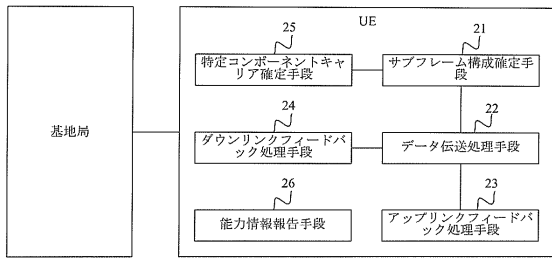 UE
25
特定コンポーネントキャ
リア確定手段
21
サブフレーム構成確定手
段
基地局
24
ダウンリンクフィードバ
ック処理手段
22
データ伝送処理手段
26
能力情報報告手段
23
アップリンクフィードバ
ック処理手段